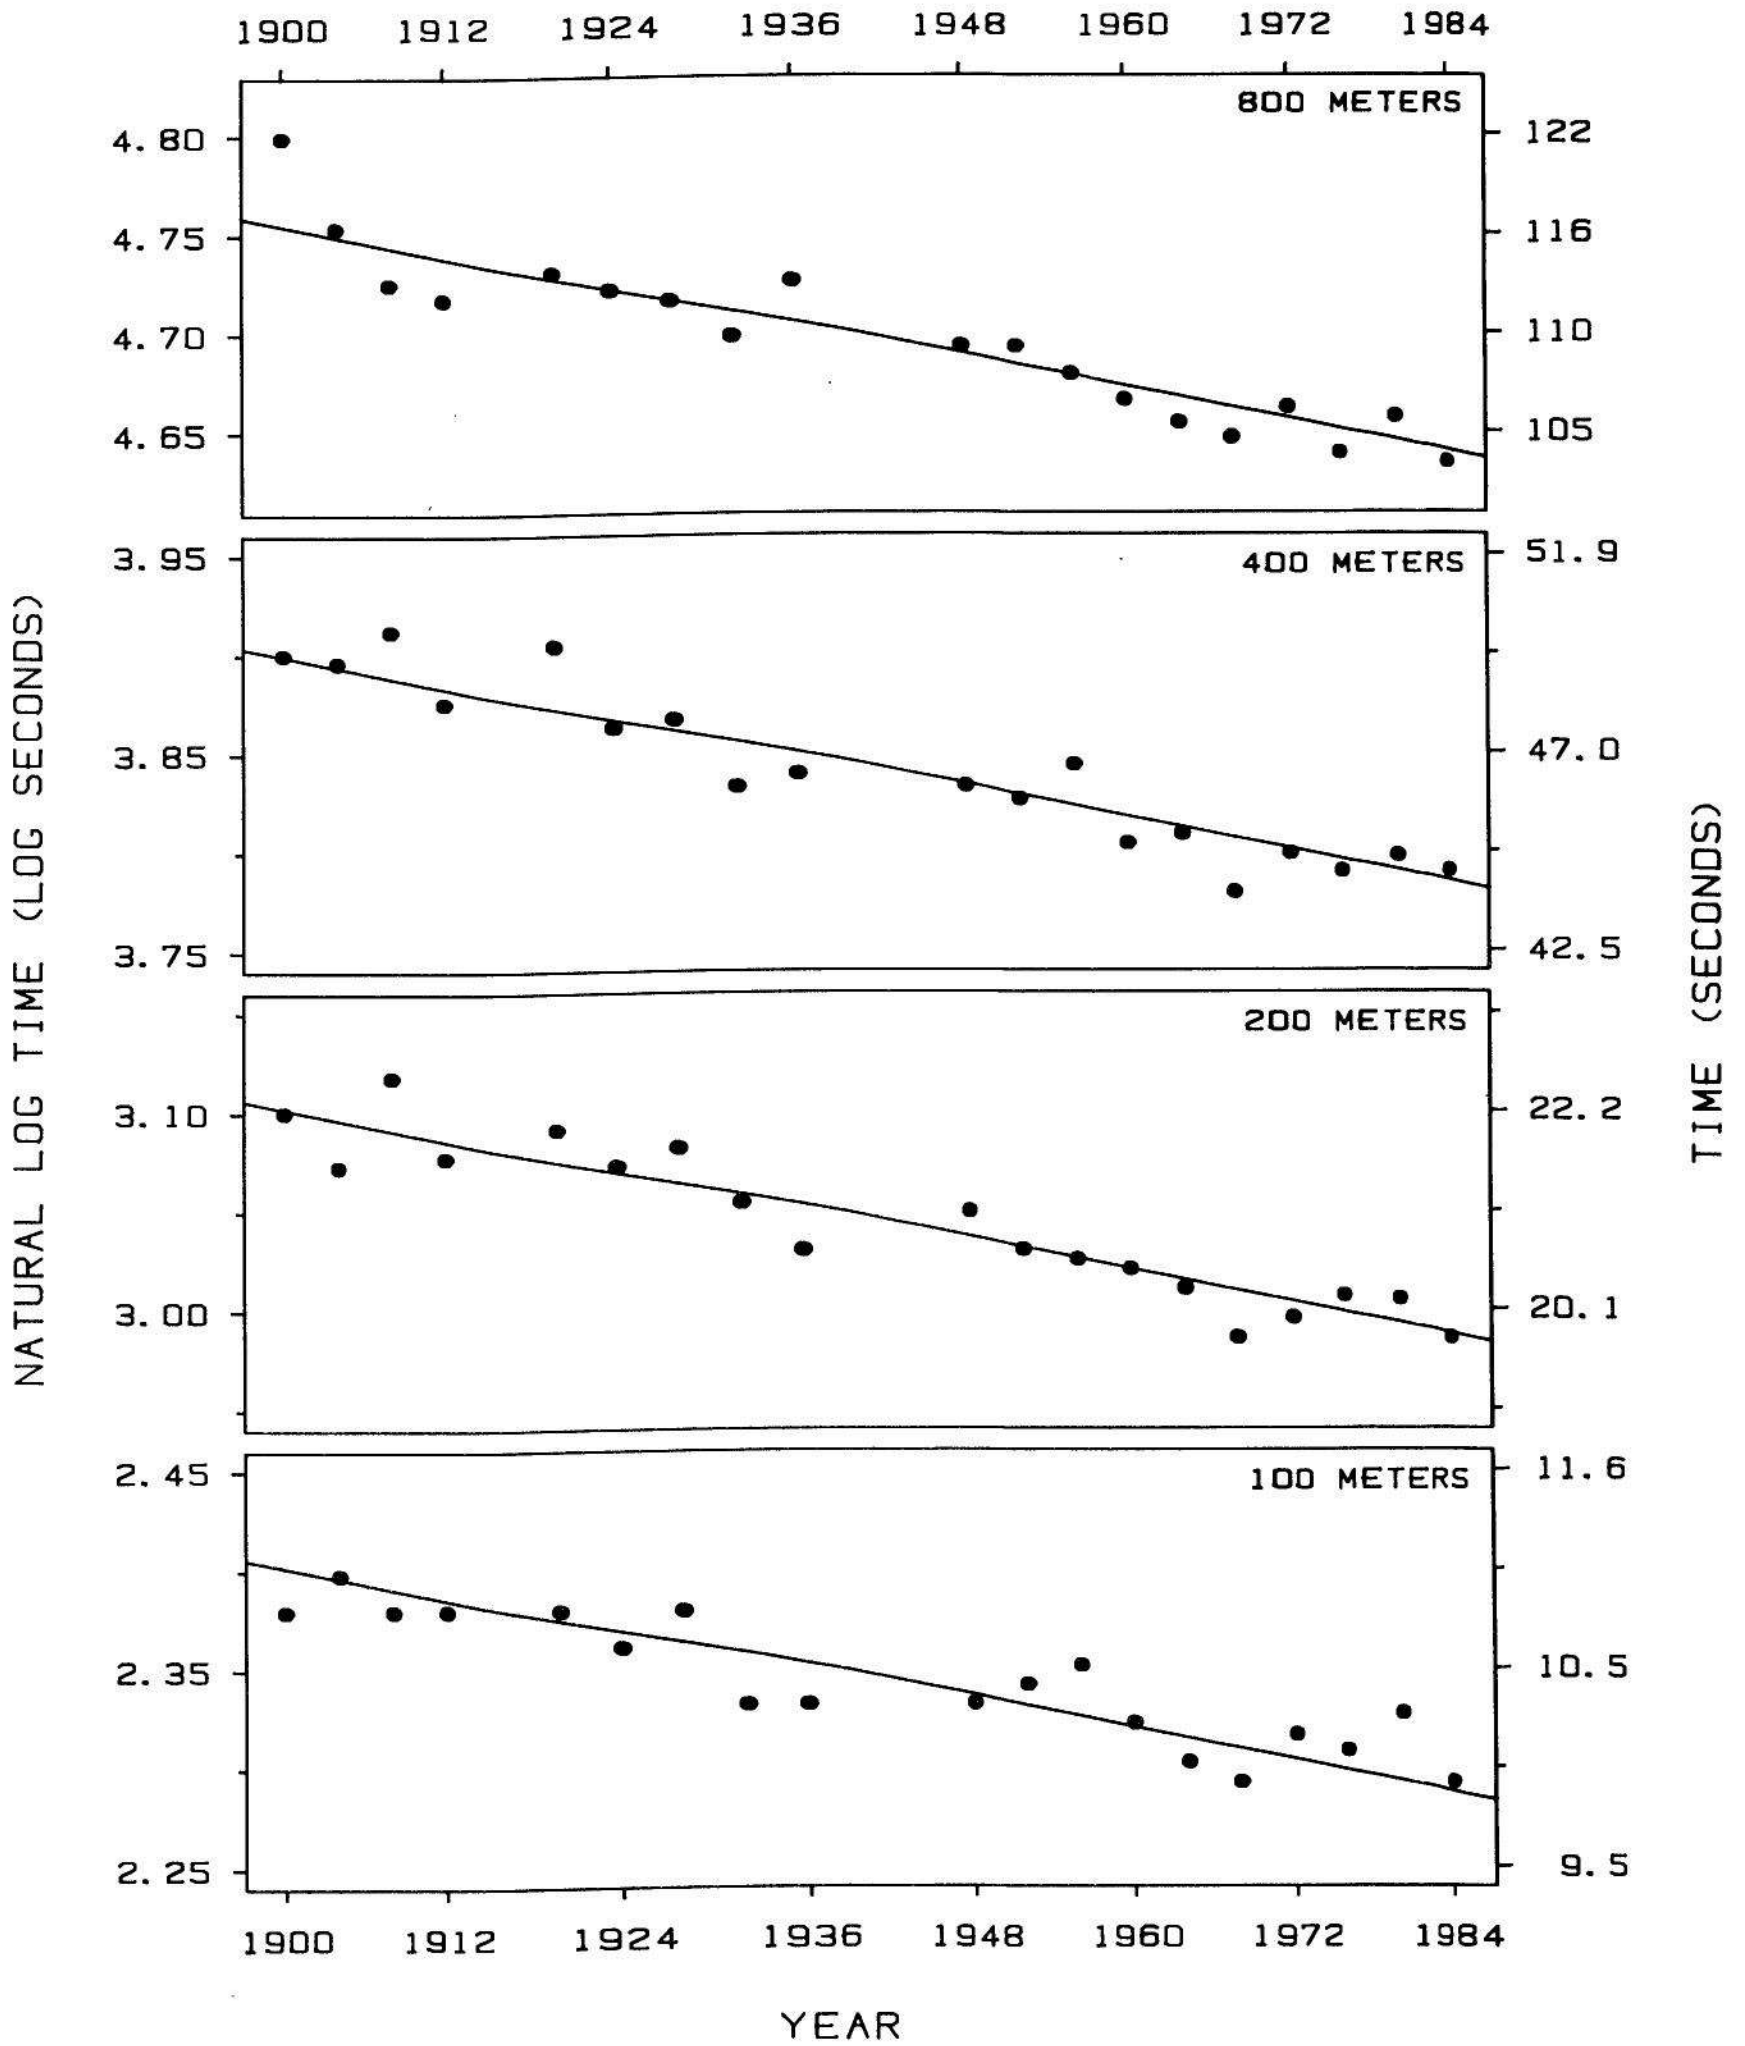 1900 1912 1924 1936 1948 1960 1972 1984
800 METERS
4.80 122
4.75 116
4.70 110
4.65 105
400 METERS
3.95 51.9
3.85 47.0
3.75 42.5
200 METERS
3.10 22.2
3.00 20.1
100 METERS
2.45 11.6
2.35 10.5
2.25 9.5
1900 1912 1924 1936 1948 1960 1972 1984
YEAR
NATURAL LOG TIME (LOG SECONDS)
TIME (SECONDS)